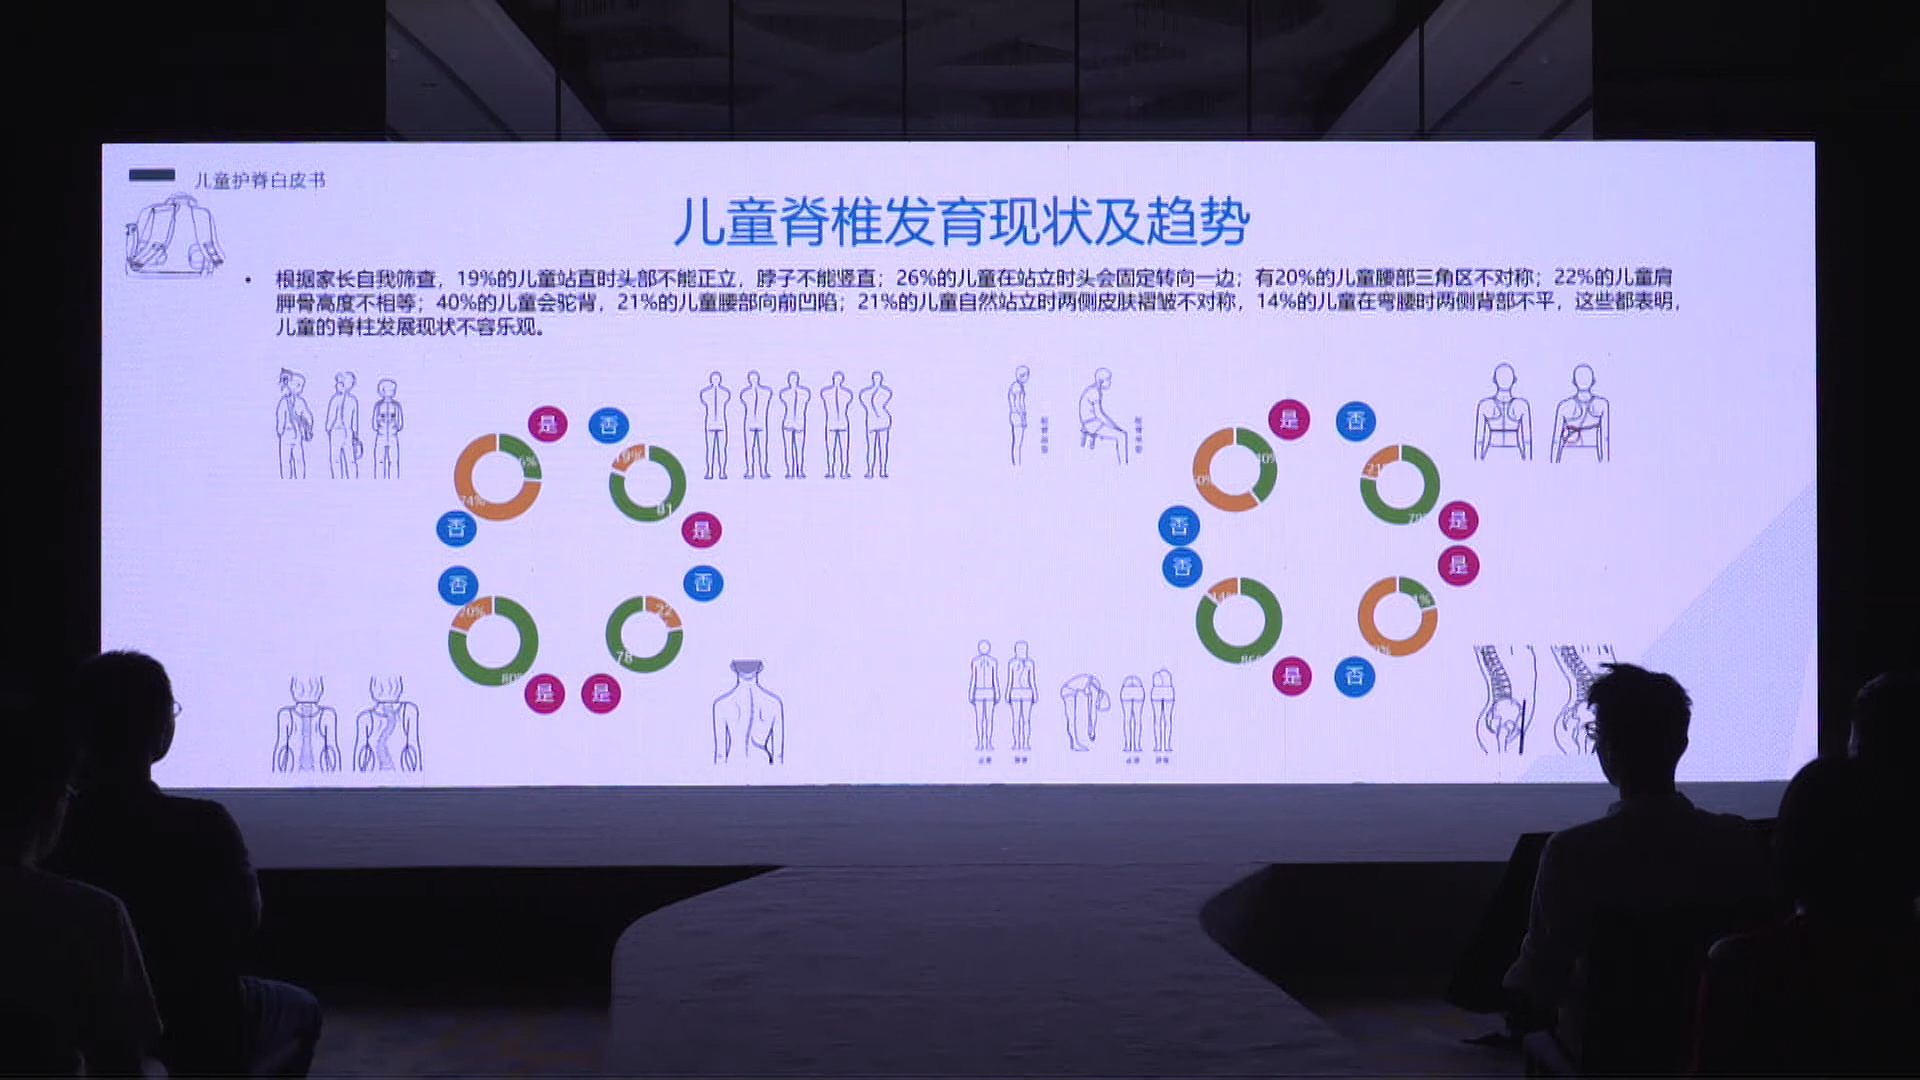 儿童护脊白皮书
儿童脊椎发育现状及趋势
• 根据家长自我筛查，19%的儿童站直时头部不能正立，脖子不能竖直；26%的儿童在站立时头会固定转向一边；有20%的儿童腰部三角区不对称；22%的儿童肩
胛骨高度不相等；40%的儿童会驼背，21%的儿童腰部向前凹陷；21%的儿童自然站立时两侧皮肤褶皱不对称，14%的儿童在弯腰时两侧背部不平，这些都表明，
儿童的脊柱发展现状不容乐观。
是
否
74%
19%
81
否
是
否
否
20%
22
78
80
是
是
是
否
40%
21
否
是
否
是
14%
是
否